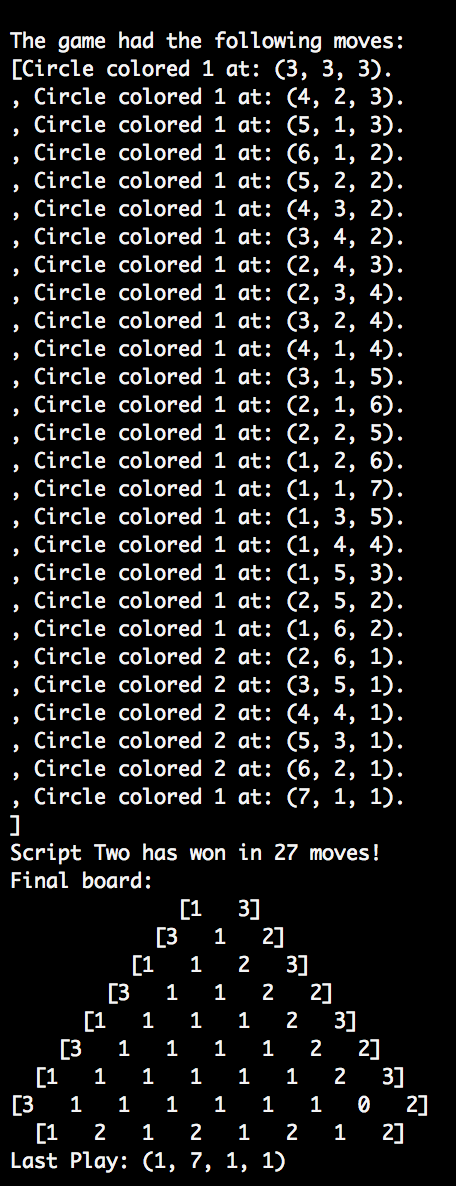 The game had the following moves:
[Circle colored 1 at: (3, 3, 3).
, Circle colored 1 at: (4, 2, 3).
, Circle colored 1 at: (5, 1, 3).
, Circle colored 1 at: (6, 1, 2).
, Circle colored 1 at: (5, 2, 2).
, Circle colored 1 at: (4, 3, 2).
, Circle colored 1 at: (3, 4, 2).
, Circle colored 1 at: (2, 4, 3).
, Circle colored 1 at: (2, 3, 4).
, Circle colored 1 at: (3, 2, 4).
, Circle colored 1 at: (4, 1, 4).
, Circle colored 1 at: (3, 1, 5).
, Circle colored 1 at: (2, 1, 6).
, Circle colored 1 at: (2, 2, 5).
, Circle colored 1 at: (1, 2, 6).
, Circle colored 1 at: (1, 1, 7).
, Circle colored 1 at: (1, 3, 5).
, Circle colored 1 at: (1, 4, 4).
, Circle colored 1 at: (1, 5, 3).
, Circle colored 1 at: (2, 5, 2).
, Circle colored 1 at: (1, 6, 2).
, Circle colored 2 at: (2, 6, 1).
, Circle colored 2 at: (3, 5, 1).
, Circle colored 2 at: (4, 4, 1).
, Circle colored 2 at: (5, 3, 1).
, Circle colored 2 at: (6, 2, 1).
, Circle colored 1 at: (7, 1, 1).
]
Script Two has won in 27 moves!
Final board:
[1 3]
[3 1 2]
[1 1 2 3]
[3 1 1 2 2]
[1 1 1 1 2 3]
[3 1 1 1 1 2 2]
[1 1 1 1 1 1 2 3]
[3 1 1 1 1 1 1 0 2]
[1 2 1 2 1 2 1 2]
Last Play: (1, 7, 1, 1)